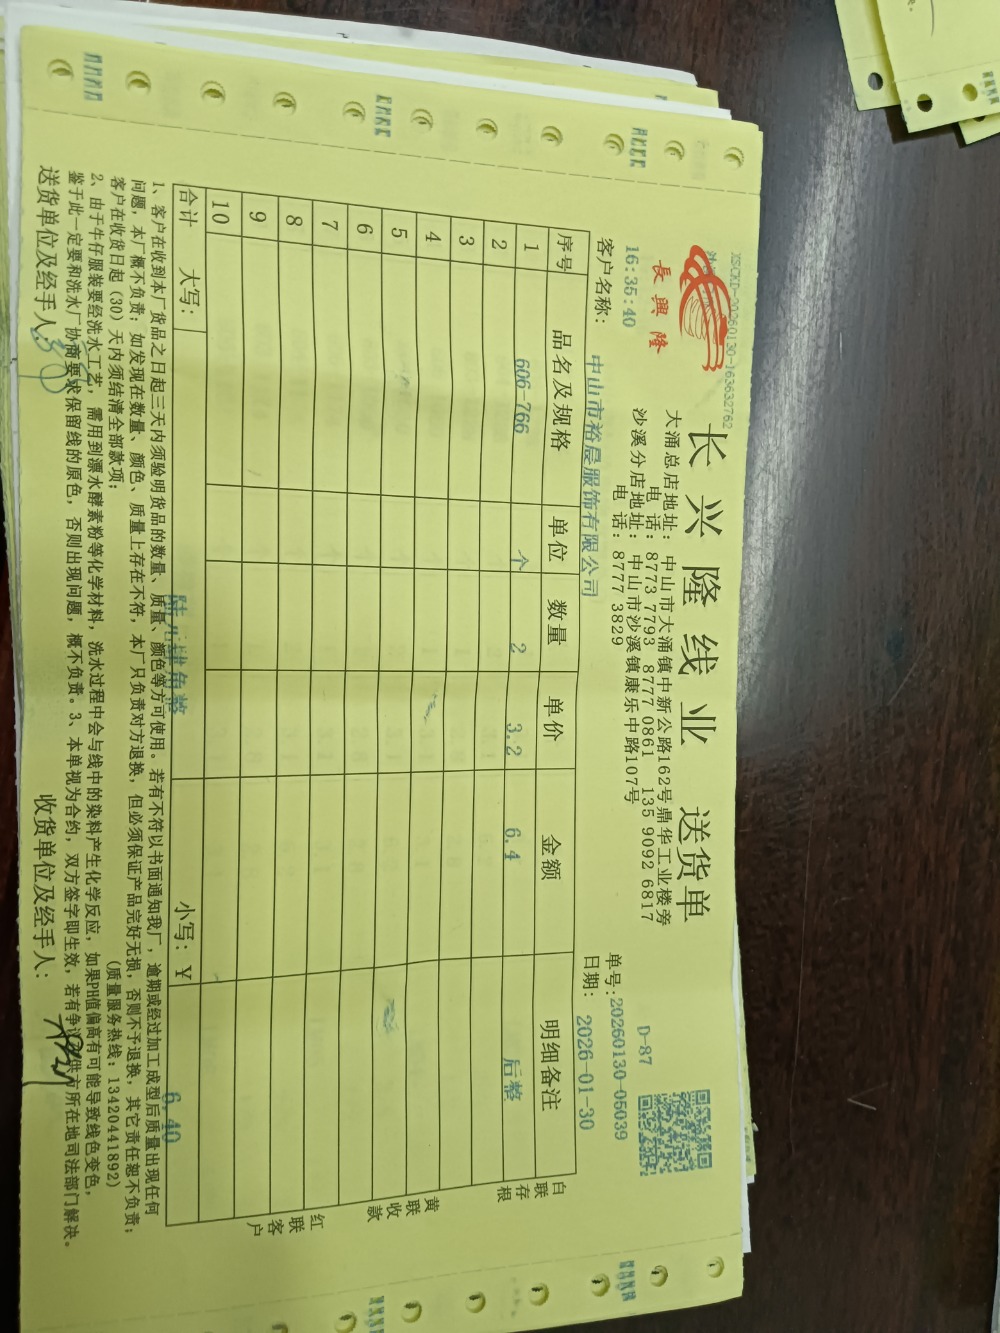 XSCKD-20260130-163632762
长兴隆线业 送货单
長興隆
16:35:40
大涌总店地址: 中山市大涌镇中新公路162号鼎华工业楼旁
电 话: 8773 7793 8777 0861 135 9092 6817
沙溪分店地址: 中山市沙溪镇康乐中路107号
电 话: 8777 3829
D-87
单号:20260130-05039
客户名称: 中山市裕晨服饰有限公司
日期: 2026-01-30
序号 品名及规格 单位 数量 单价 金额 明细备注
1 606-766 个 2 3.2 6.4 后整
2
3
4
5
6
7
8
9
10
合计 大写: 陆元肆角整 小写: ¥ 6.40
白联存根
黄联收款
红联客户
1、客户在收到本厂货品之日起三天内须验明货品的数量、质量、颜色等方可使用。若有不符以书面通知我厂，逾期或经过加工成型后质量出现任何
问题，本厂概不负责；如发现在数量、颜色、质量上存在不符，本厂只负责对方退换，但必须保证产品完好无损，否则不予退换，其它责任恕不负责；
客户在收货日起（30）天内须结清全部款项； (质量服务热线: 13420441892)
2、由于牛仔服装要经洗水工艺，需用到漂水酵素粉等化学材料，洗水过程中会与线中的染料产生化学反应，如果PH值偏高有可能导致线色变色，
鉴于此一定要和洗水厂协商要求保留线的原色，否则出现问题，概不负责。3、本单视为合约，双方签字即生效，若有争议供方所在地司法部门解决。
送货单位及经手人: 收货单位及经手人: